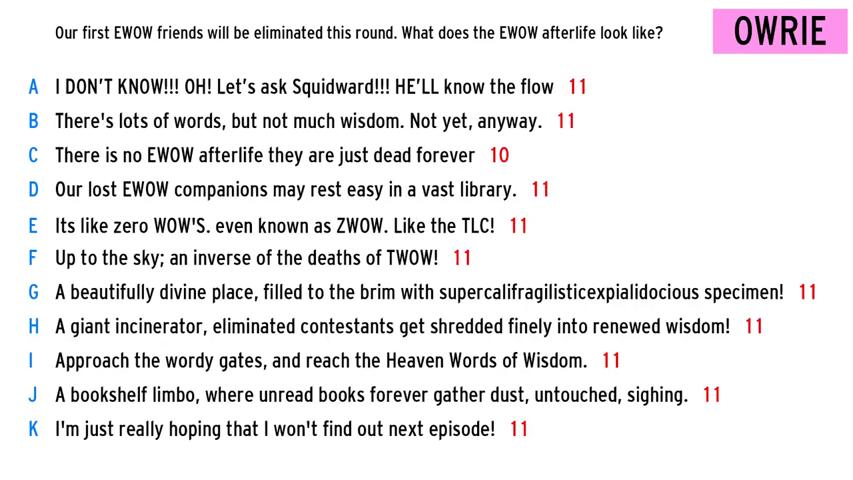 Our first EWOW friends will be eliminated this round. What does the EWOW afterlife look like?
OWRIE
A I DON'T KNOW!!! OH! Let's ask Squidward!!! HE'LL know the flow 11
B There's lots of words, but not much wisdom. Not yet, anyway. 11
C There is no EWOW afterlife they are just dead forever 10
D Our lost EWOW companions may rest easy in a vast library. 11
E Its like zero WOW'S. even known as ZWOW. Like the TLC! 11
F Up to the sky; an inverse of the deaths of TWOW! 11
G A beautifully divine place, filled to the brim with supercalifragilisticexpialidocious specimen! 11
H A giant incinerator, eliminated contestants get shredded finely into renewed wisdom! 11
I Approach the wordy gates, and reach the Heaven Words of Wisdom. 11
J A bookshelf limbo, where unread books forever gather dust, untouched, sighing. 11
K I'm just really hoping that I won't find out next episode! 11